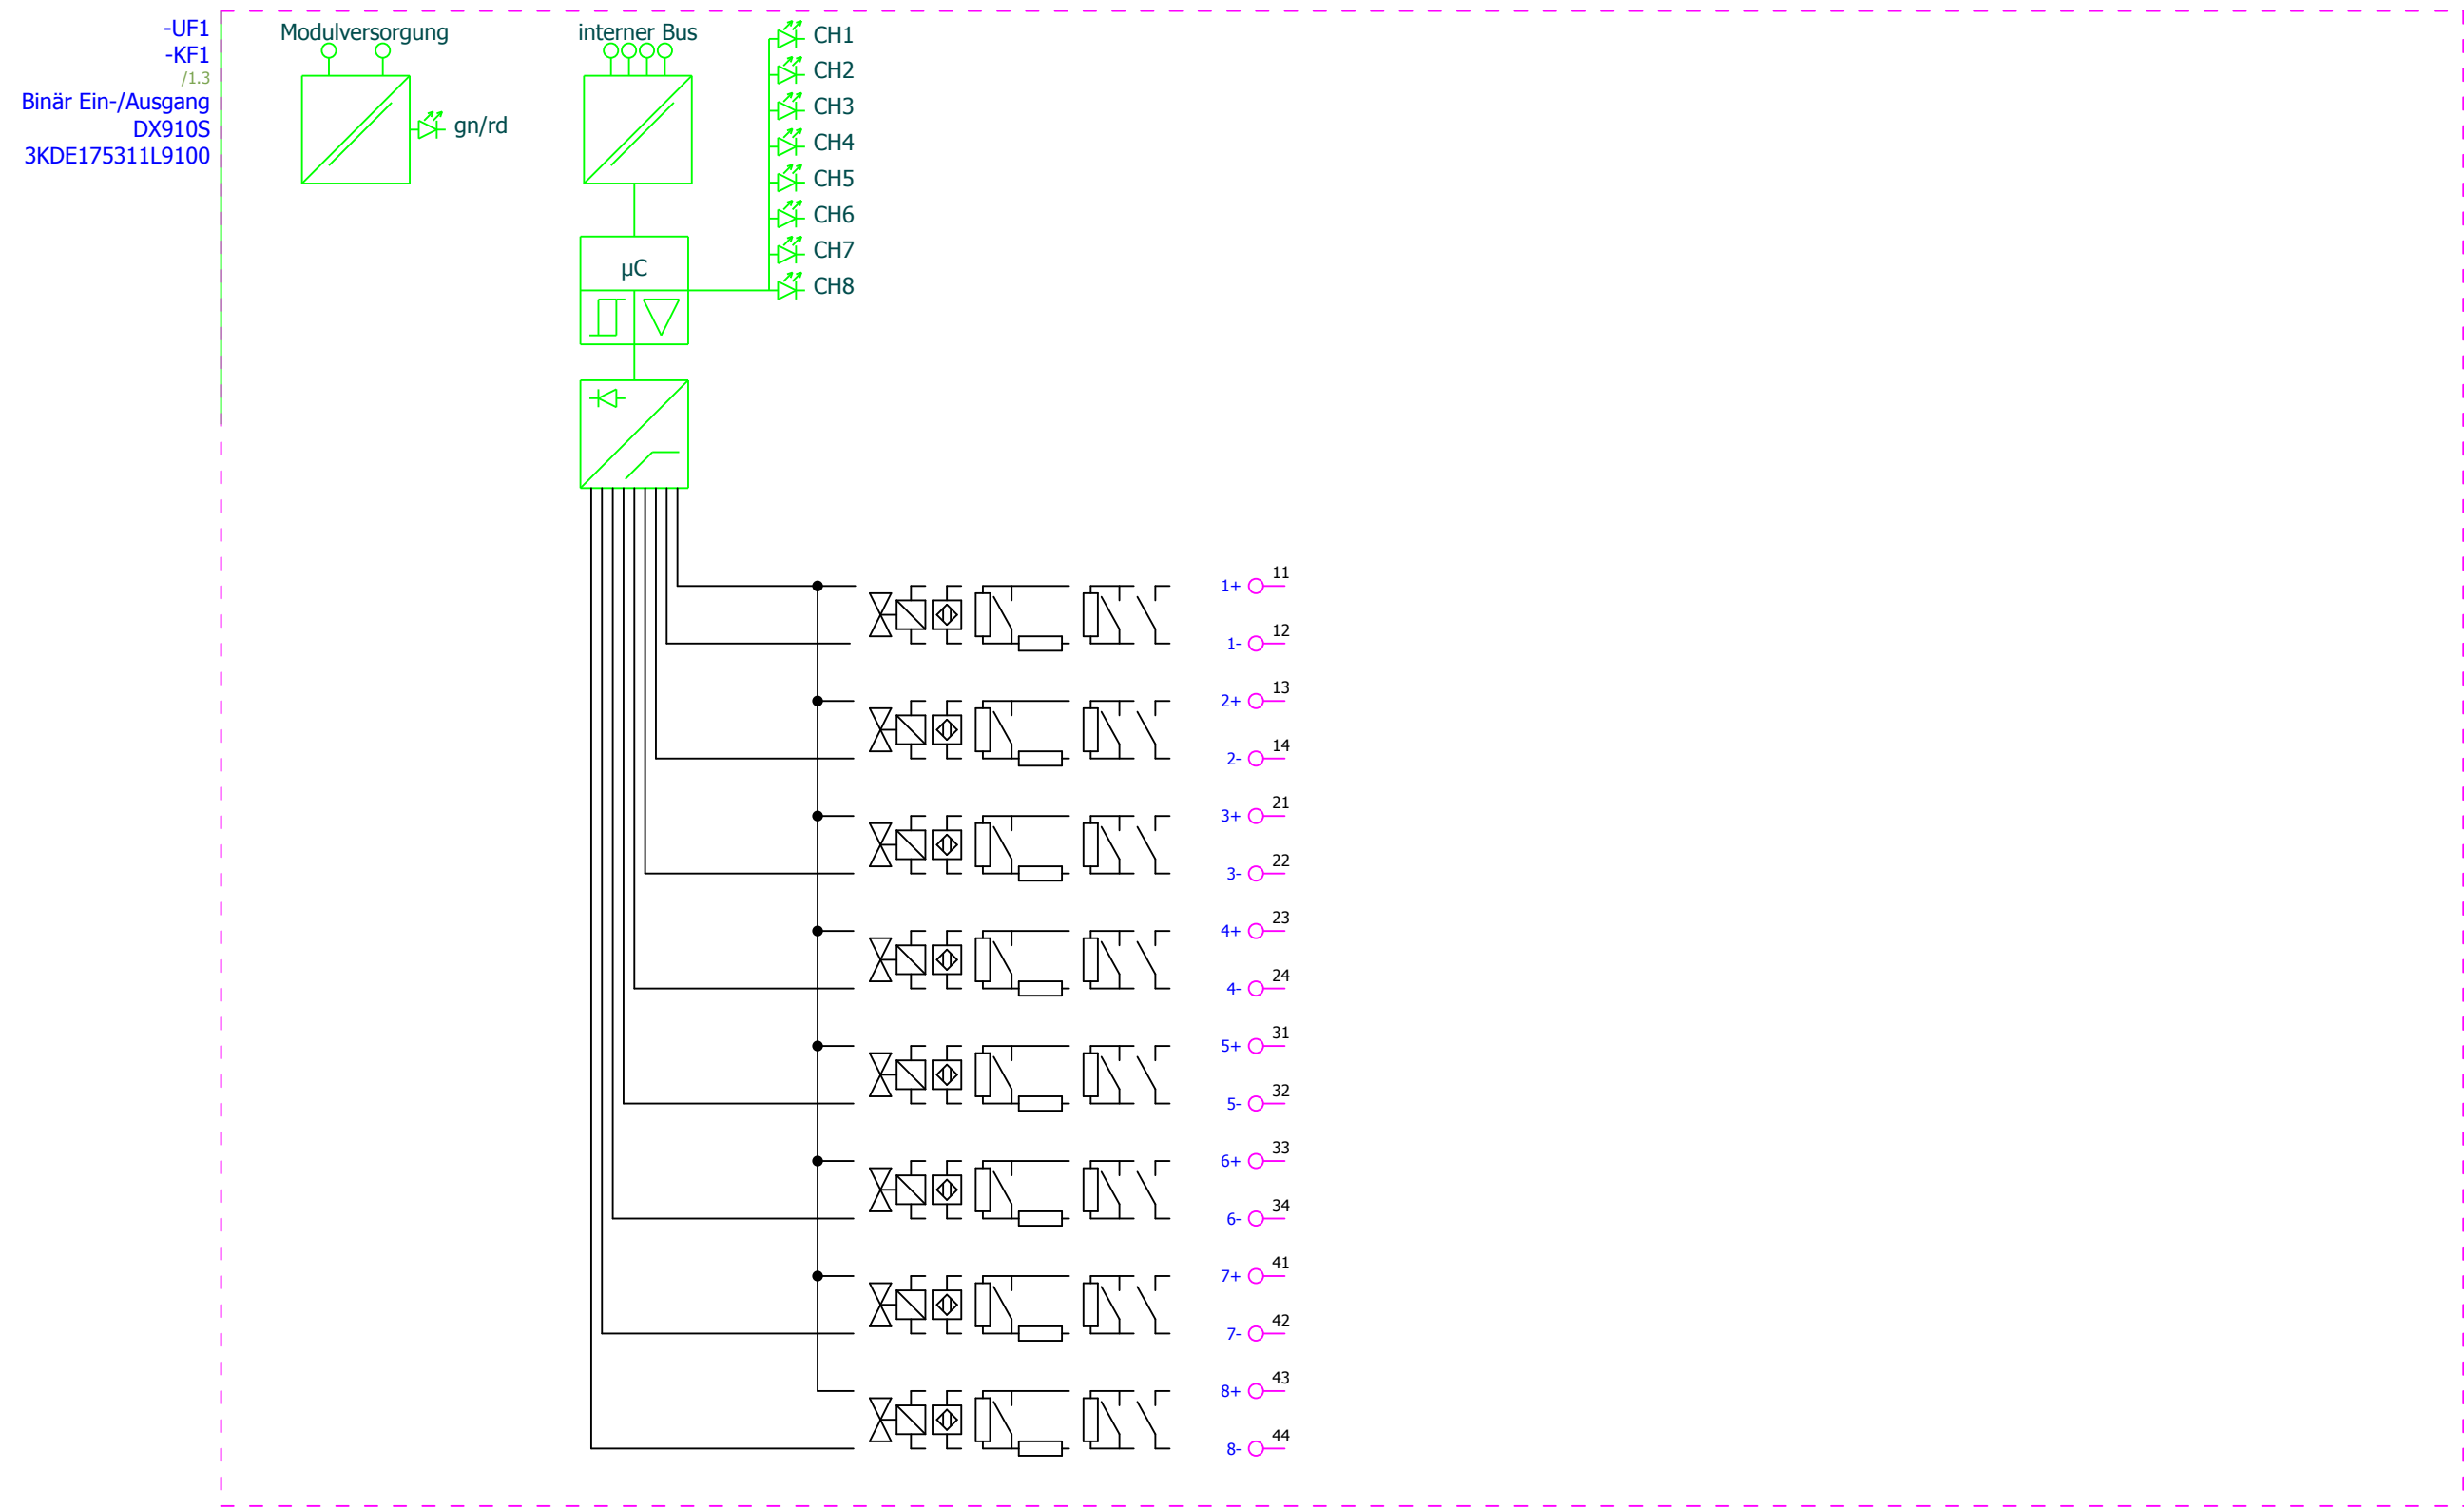 -UF1
-KF1
/1.3
Binär Ein-/Ausgang
DX910S
3KDE175311L9100
Modulversorgung
gn/rd
interner Bus
µC
CH1
CH2
CH3
CH4
CH5
CH6
CH7
CH8
1+ 11
1- 12
2+ 13
2- 14
3+ 21
3- 22
4+ 23
4- 24
5+ 31
5- 32
6+ 33
6- 34
7+ 41
7- 42
8+ 43
8- 44